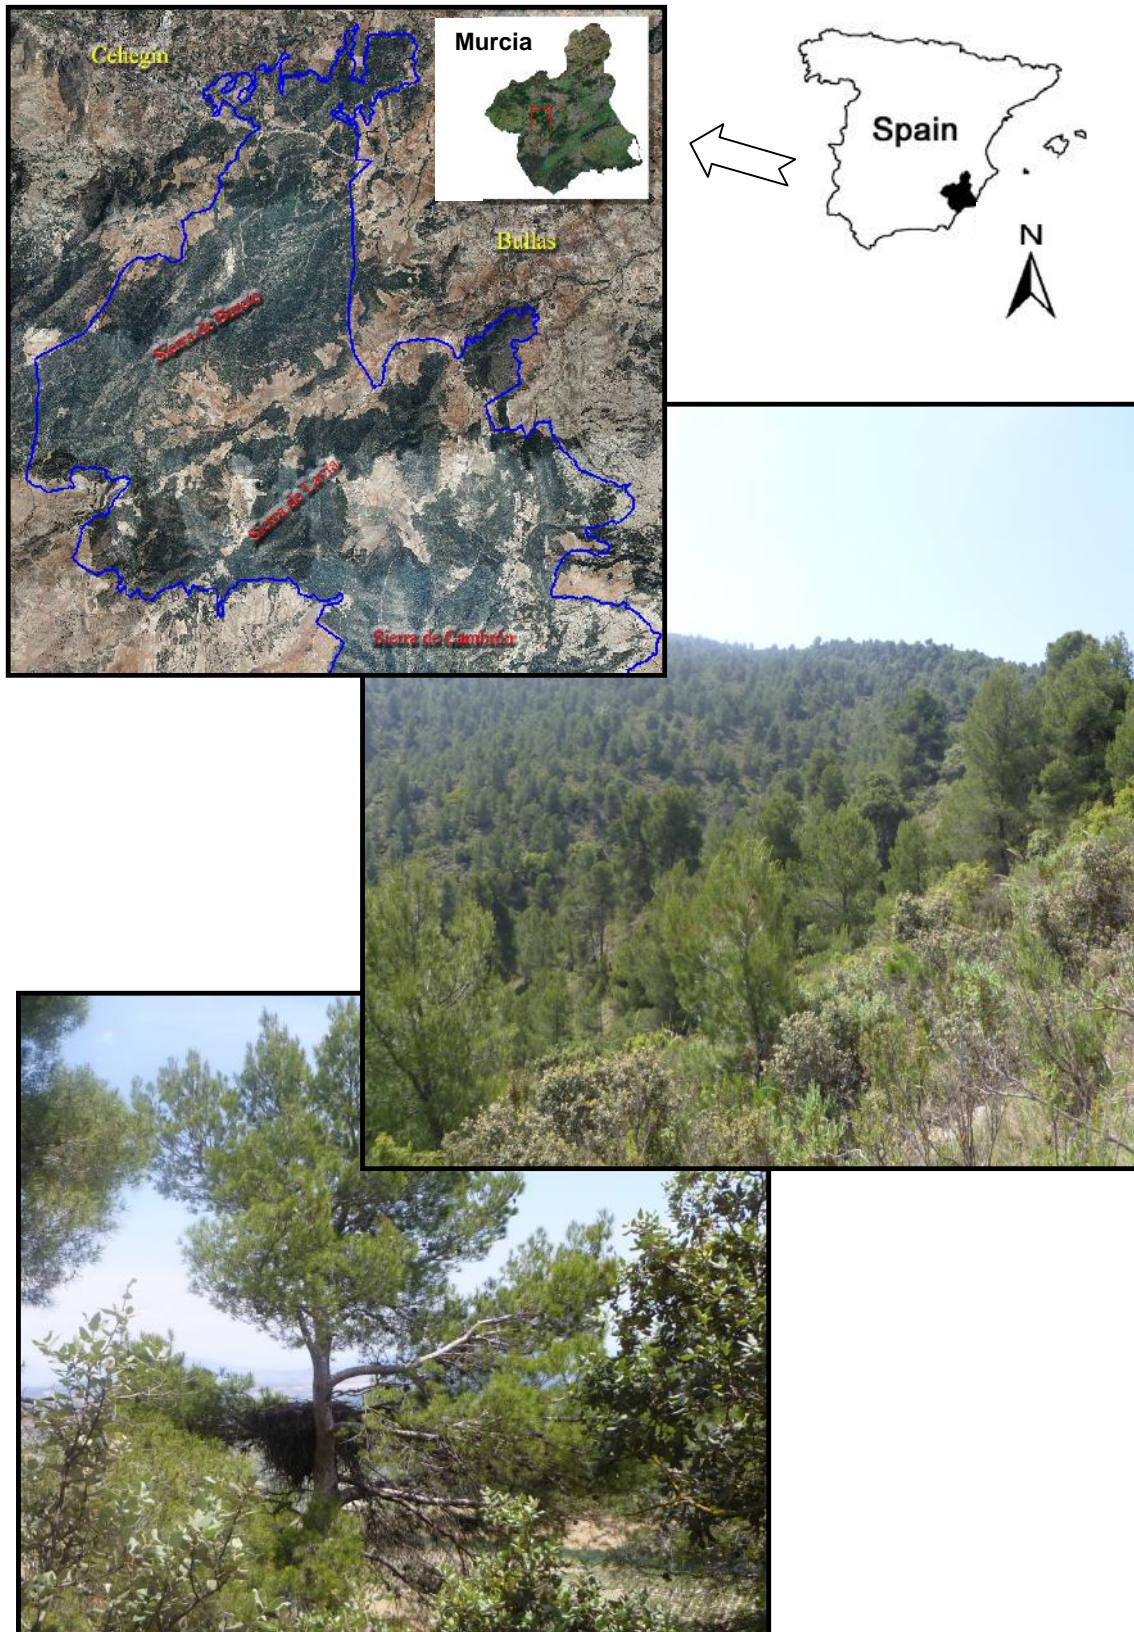 Cehegín
Murcia
Spain
Bullas
N
Sierra de Burete
Sierra de Lavia
Sierra de Cambrón